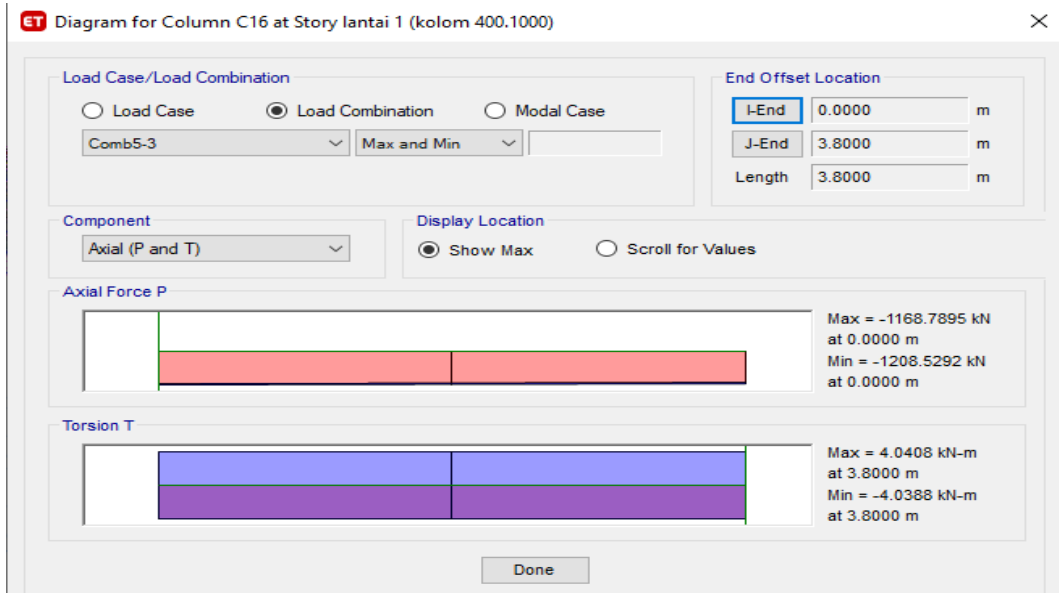 ET Diagram for Column C16 at Story lantai 1 (kolom 400.1000)
Load Case/Load Combination
Load Case Load Combination Modal Case
Comb5-3 Max and Min
End Offset Location
I-End 0.0000 m
J-End 3.8000 m
Length 3.8000 m
Component
Axial (P and T)
Display Location
Show Max Scroll for Values
Axial Force P
Max = -1168.7895 kN
at 0.0000 m
Min = -1208.5292 kN
at 0.0000 m
Torsion T
Max = 4.0408 kN-m
at 3.8000 m
Min = -4.0388 kN-m
at 3.8000 m
Done